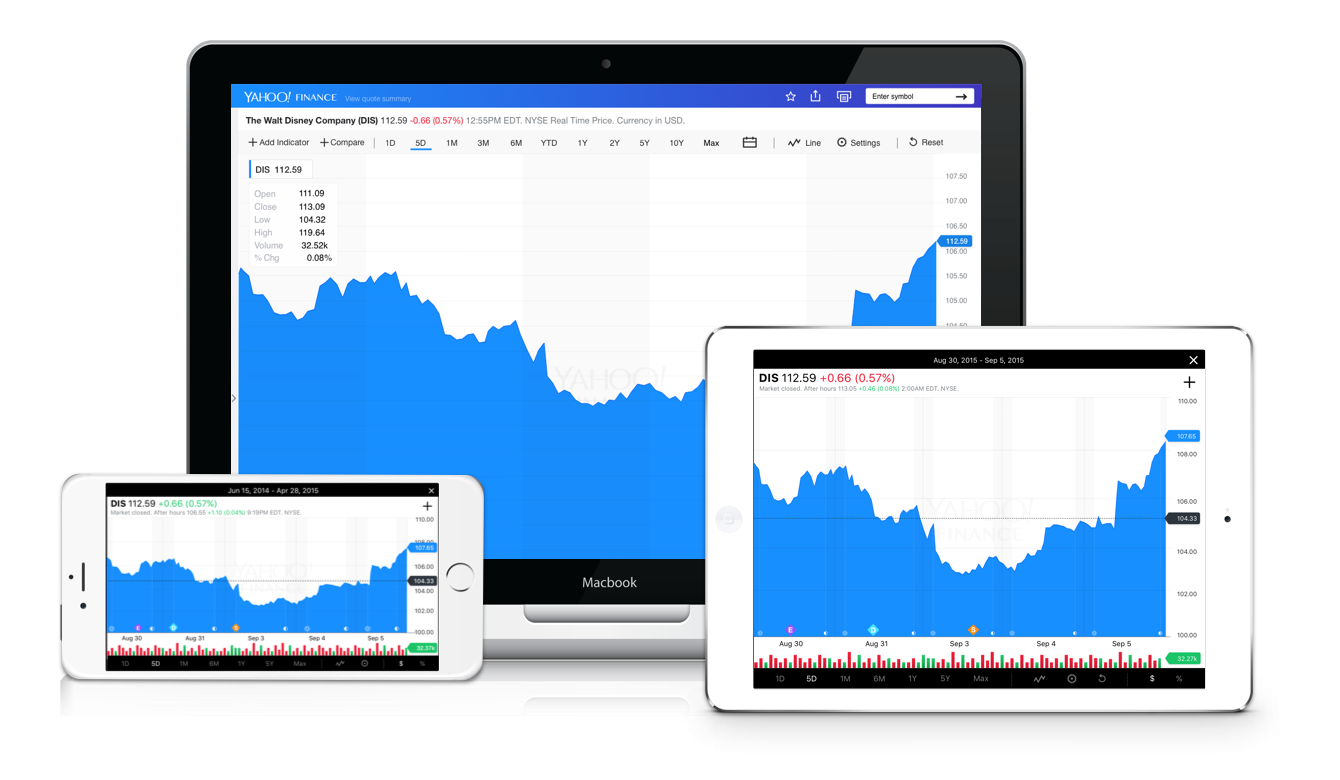 YAHOO! FINANCE View quote summary Enter symbol
The Walt Disney Company (DIS) 112.59 -0.66 (0.57%) 12:55PM EDT. NYSE Real Time Price. Currency in USD.
Add Indicator Compare 1D 5D 1M 3M 6M YTD 1Y 2Y 5Y 10Y Max Line Settings Reset
DIS 112.59
Open 111.09
Close 113.09
Low 104.32
High 119.64
Volume 32.52k
% Chg 0.08%
107.50
107.00
106.50
112.59
106.00
105.50
105.00
104.50
YAHOO!
Macbook
Jun 15, 2014 - Apr 28, 2015
DIS 112.59 +0.66 (0.57%)
Market closed. After hours 106.55 +1.10 (0.04%) 9:19PM EDT. NYSE.
110.00
108.00
107.65
106.00
104.33
104.00
102.00
100.00
YAHOO!
FINANCE
E D S
Aug 30 Aug 31 Sep 3 Sep 4 Sep 5
32.27k
1D 5D 1M 6M 1Y 5Y Max $ %
Aug 30, 2015 - Sep 5, 2015
DIS 112.59 +0.66 (0.57%)
Market closed. After hours 113.05 +0.46 (0.08%) 2:00AM EDT. NYSE.
110.00
107.65
108.00
106.00
104.33
104.00
102.00
100.00
YAHOO!
FINANCE
E D S
Aug 30 Aug 31 Sep 3 Sep 4 Sep 5
32.27k
1D 5D 1M 6M 1Y 5Y Max $ %